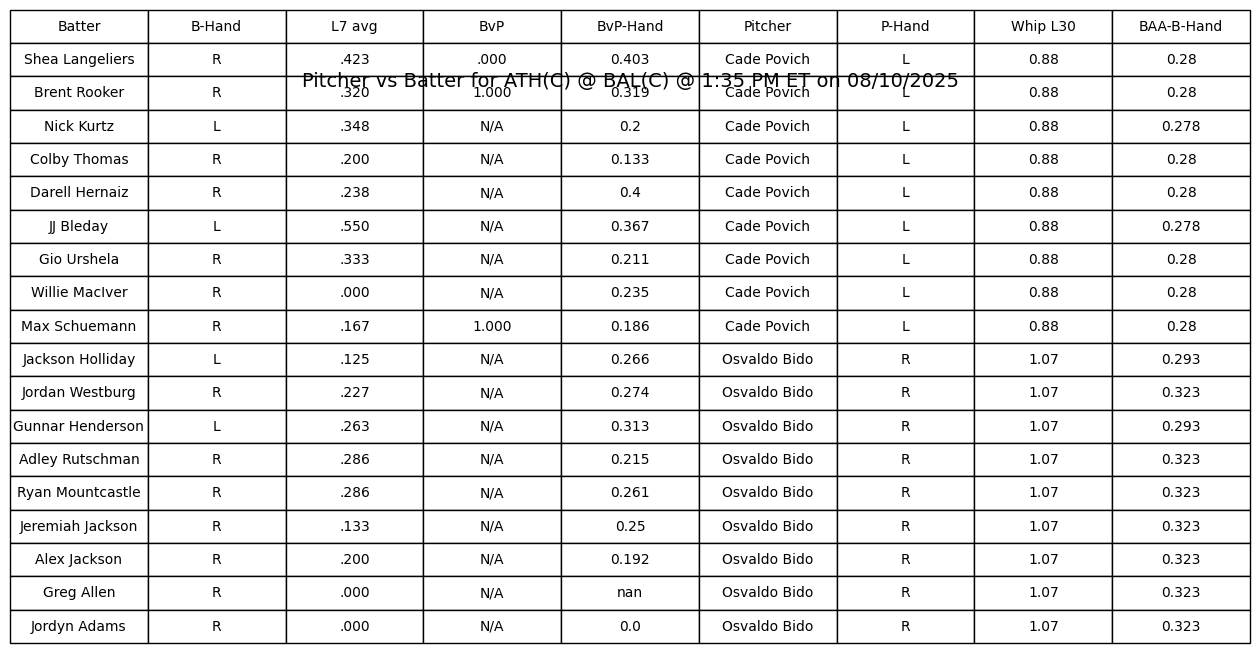 Batter B-Hand L7 avg BvP BvP-Hand Pitcher P-Hand Whip L30 BAA-B-Hand
Shea Langeliers R .423 .000 0.403 Cade Povich L 0.88 0.28
Pitcher vs Batter for ATH(C) @ BAL(C) @ 1:35 PM ET on 08/10/2025
Brent Rooker R .320 1.000 0.319 Cade Povich L 0.88 0.28
Nick Kurtz L .348 N/A 0.2 Cade Povich L 0.88 0.278
Colby Thomas R .200 N/A 0.133 Cade Povich L 0.88 0.28
Darell Hernaiz R .238 N/A 0.4 Cade Povich L 0.88 0.28
JJ Bleday L .550 N/A 0.367 Cade Povich L 0.88 0.278
Gio Urshela R .333 N/A 0.211 Cade Povich L 0.88 0.28
Willie MacIver R .000 N/A 0.235 Cade Povich L 0.88 0.28
Max Schuemann R .167 1.000 0.186 Cade Povich L 0.88 0.28
Jackson Holliday L .125 N/A 0.266 Osvaldo Bido R 1.07 0.293
Jordan Westburg R .227 N/A 0.274 Osvaldo Bido R 1.07 0.323
Gunnar Henderson L .263 N/A 0.313 Osvaldo Bido R 1.07 0.293
Adley Rutschman R .286 N/A 0.215 Osvaldo Bido R 1.07 0.323
Ryan Mountcastle R .286 N/A 0.261 Osvaldo Bido R 1.07 0.323
Jeremiah Jackson R .133 N/A 0.25 Osvaldo Bido R 1.07 0.323
Alex Jackson R .200 N/A 0.192 Osvaldo Bido R 1.07 0.323
Greg Allen R .000 N/A nan Osvaldo Bido R 1.07 0.323
Jordyn Adams R .000 N/A 0.0 Osvaldo Bido R 1.07 0.323